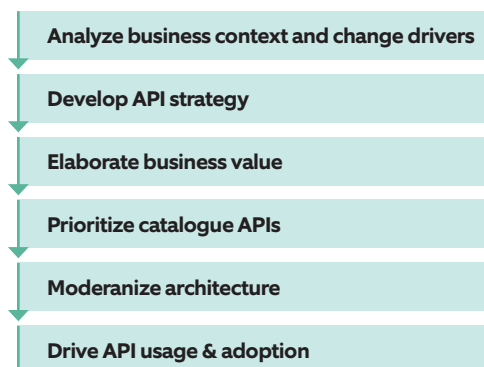 Analyze business context and change drivers
Develop API strategy
Elaborate business value
Prioritize catalogue APIs
Moderanize architecture
Drive API usage & adoption